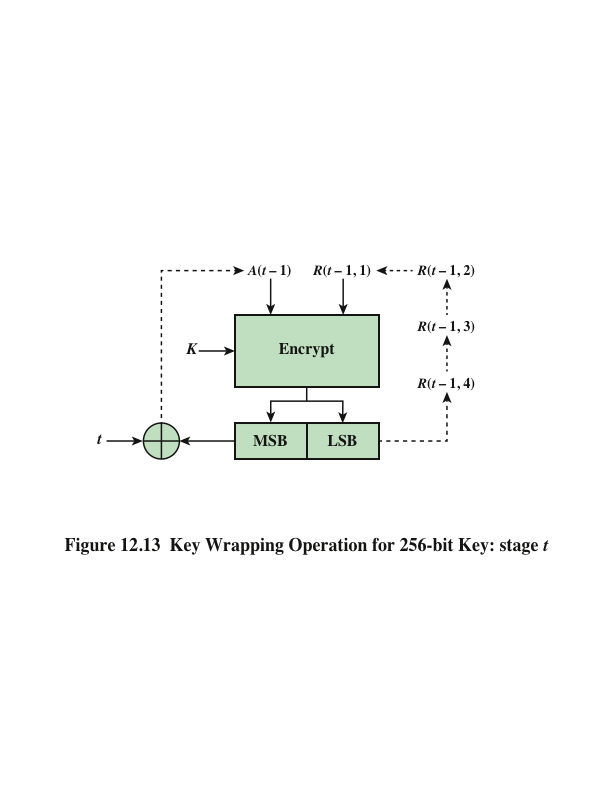 A(t – 1) R(t – 1, 1) R(t – 1, 2)
R(t – 1, 3)
K Encrypt
R(t – 1, 4)
t MSB LSB
Figure 12.13 Key Wrapping Operation for 256-bit Key: stage t